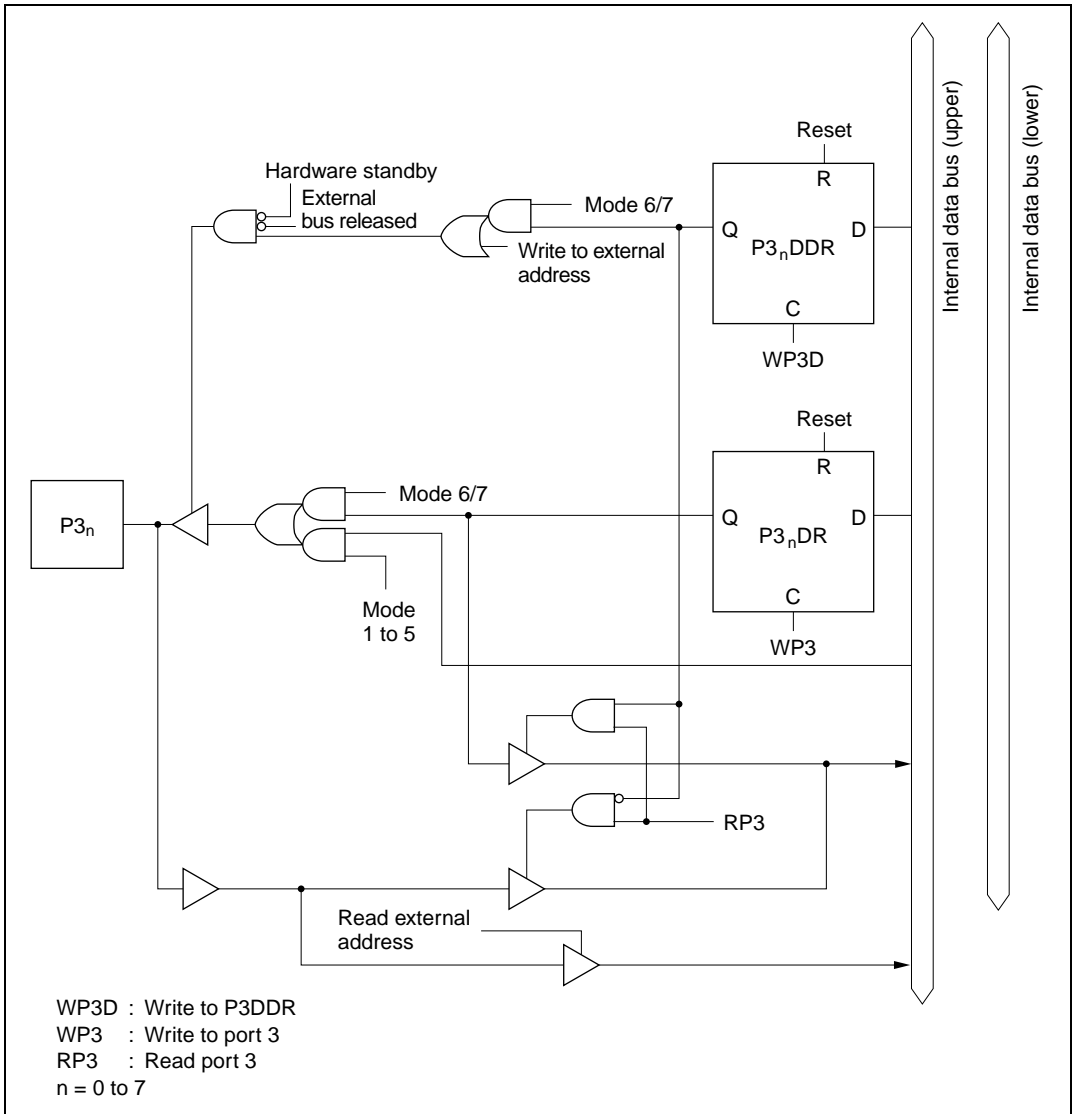 Reset
R
Q
P3nDDR
D
C
WP3D
Hardware standby
External
bus released
Mode 6/7
Write to external
address
Internal data bus (upper)
Internal data bus (lower)
Reset
R
Q
P3nDR
D
C
WP3
P3n
Mode 6/7
Mode
1 to 5
RP3
Read external
address
WP3D : Write to P3DDR
WP3 : Write to port 3
RP3 : Read port 3
n = 0 to 7